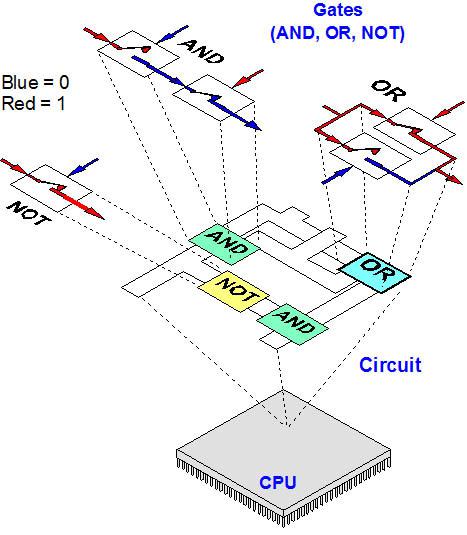 Gates
(AND, OR, NOT)
AND
Blue = 0
Red = 1
OR
NOT
AND
OR
NOT
AND
Circuit
CPU